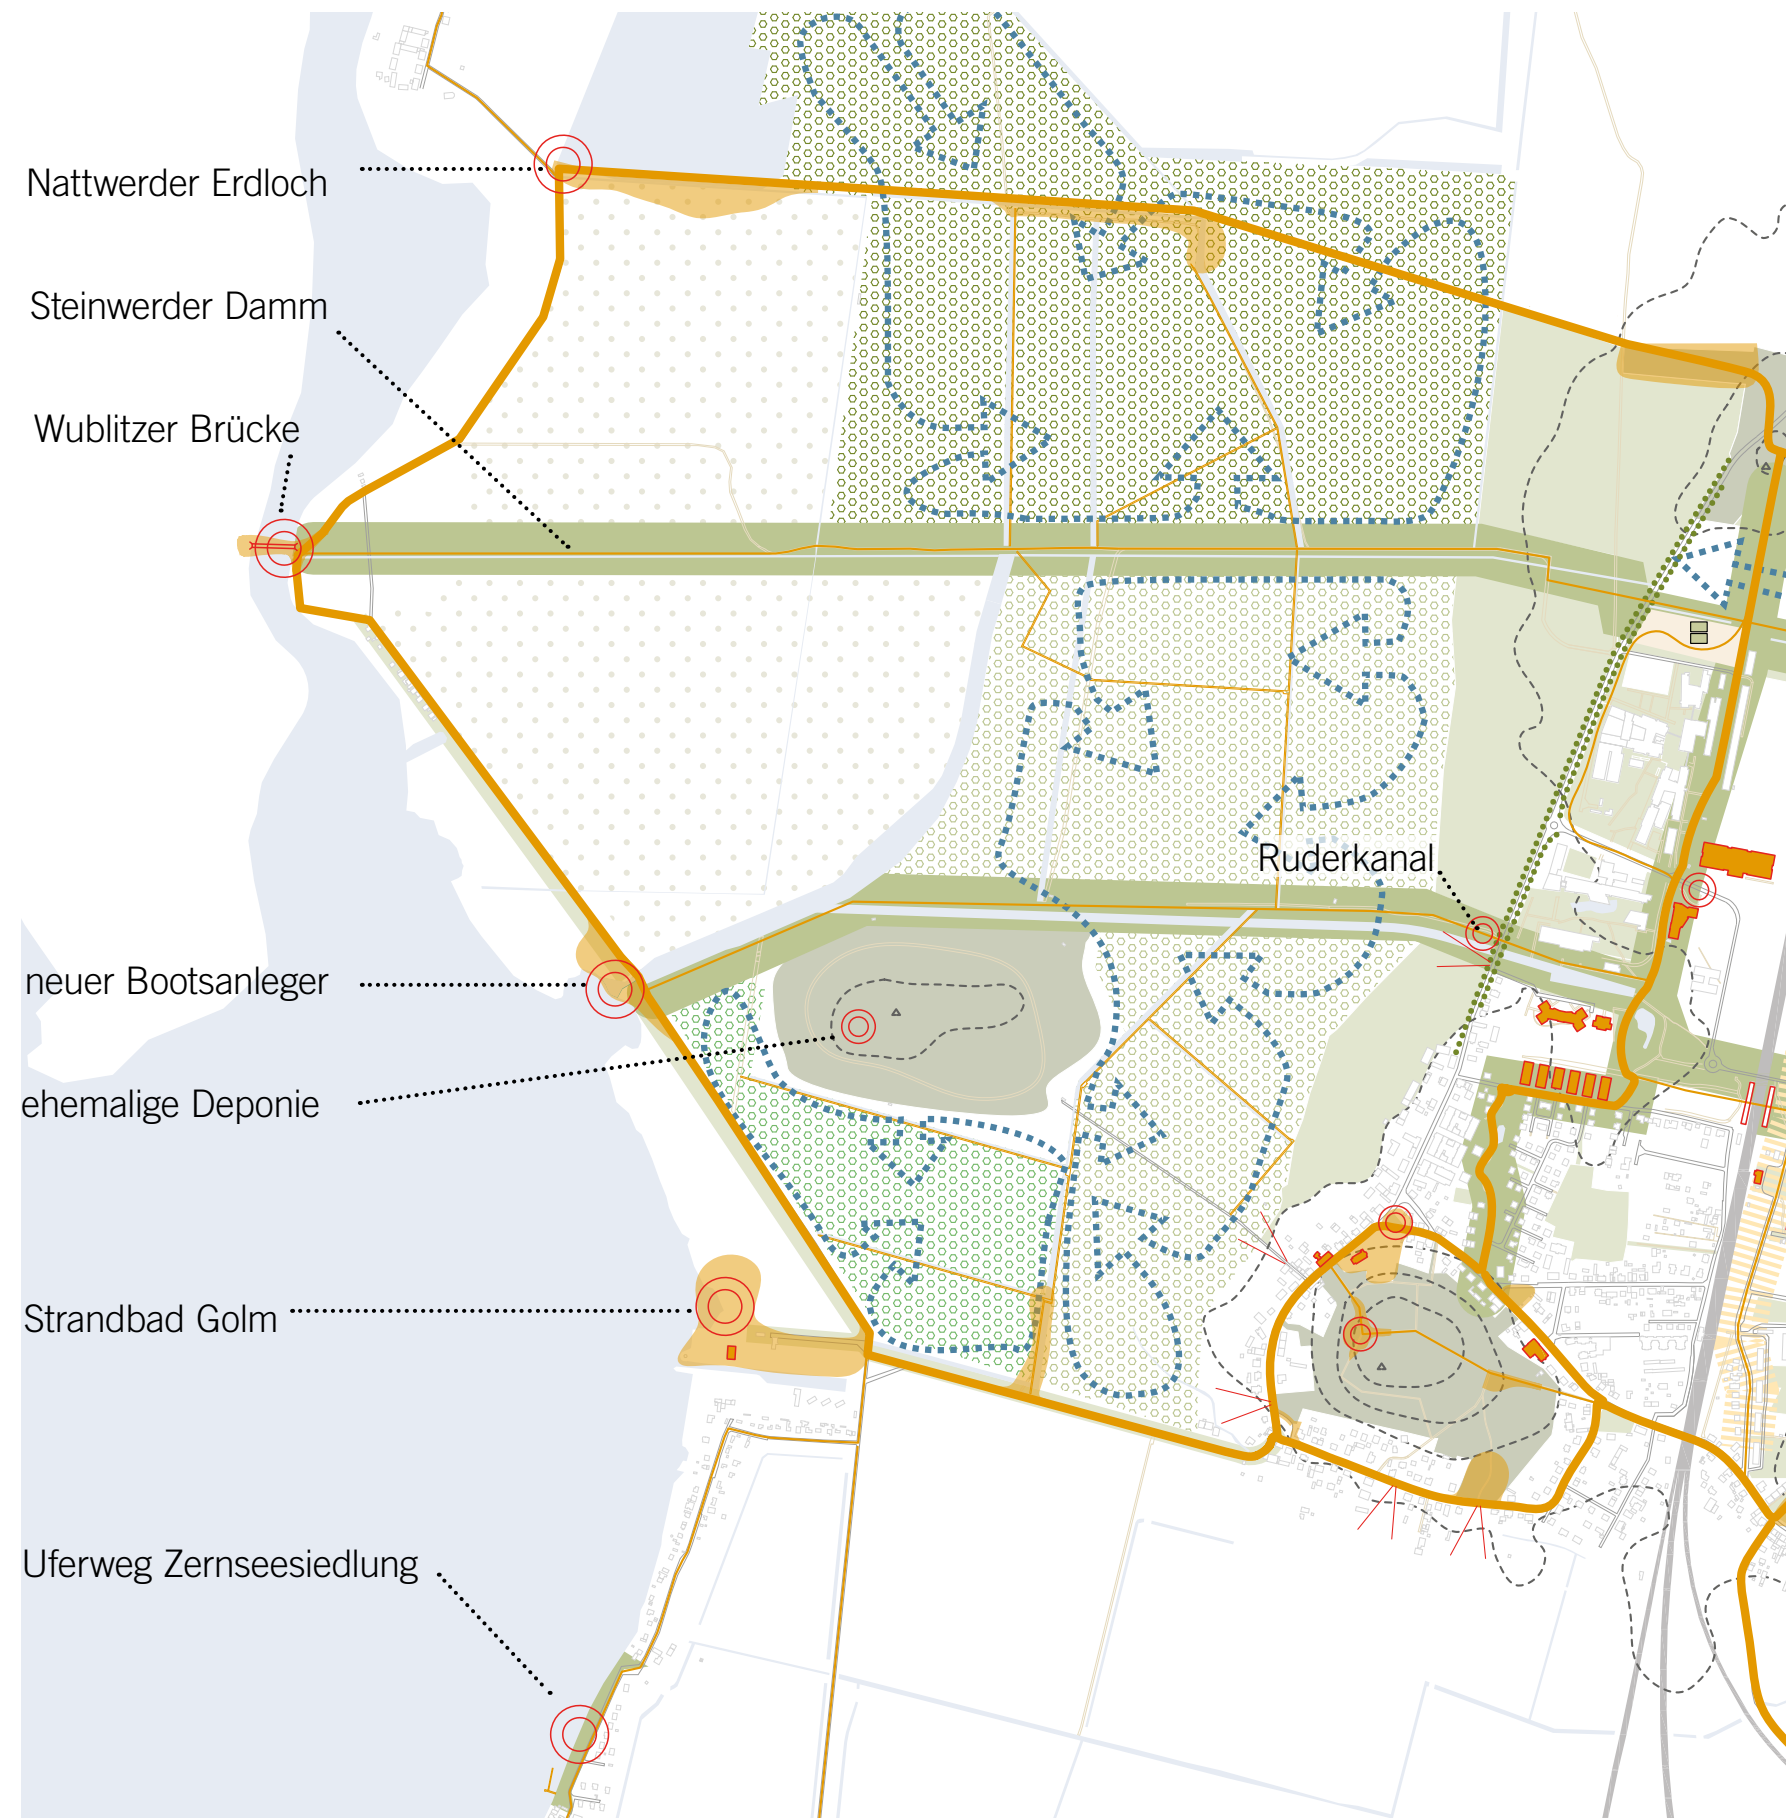 Nattwerder Erdloch
Steinwerder Damm
Wublitzer Brücke
Ruderkanal
neuer Bootsanleger
ehemalige Deponie
Strandbad Golm
Uferweg Zernseesiedlung